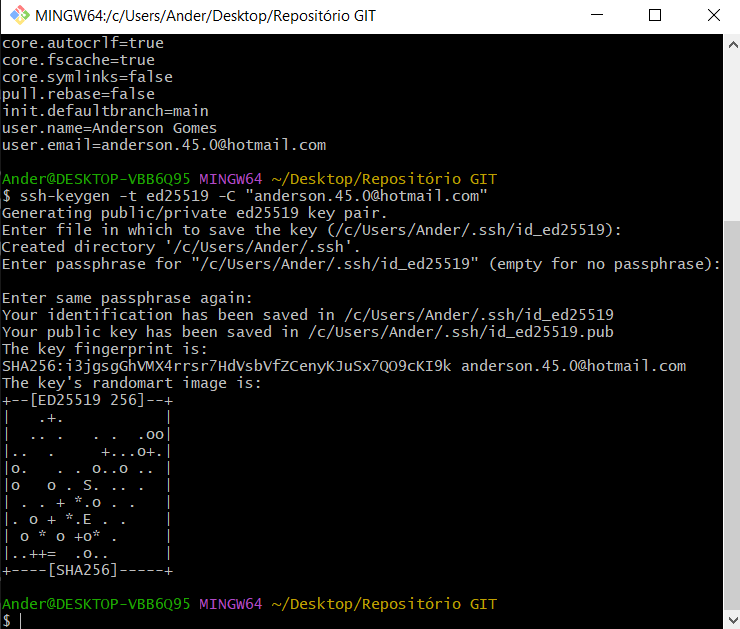 MINGW64:/c/Users/Ander/Desktop/Repositório GIT
core.autocrlf=true
core.fscache=true
core.symlinks=false
pull.rebase=false
init.defaultbranch=main
user.name=Anderson Gomes
user.email=anderson.45.0@hotmail.com
Ander@DESKTOP-VBB6Q95 MINGW64 ~/Desktop/Repositório GIT
$ ssh-keygen -t ed25519 -C "anderson.45.0@hotmail.com"
Generating public/private ed25519 key pair.
Enter file in which to save the key (/c/Users/Ander/.ssh/id_ed25519):
Created directory '/c/Users/Ander/.ssh'.
Enter passphrase for "/c/Users/Ander/.ssh/id_ed25519" (empty for no passphrase):
Enter same passphrase again:
Your identification has been saved in /c/Users/Ander/.ssh/id_ed25519
Your public key has been saved in /c/Users/Ander/.ssh/id_ed25519.pub
The key fingerprint is:
SHA256:i3jgsgGhVMX4rrsr7HdVsbVfZCenyKJuSx7QO9cKI9k anderson.45.0@hotmail.com
The key's randomart image is:
+--[ED25519 256]--+
|   .+.           |
|  .. .   . .  .oo|
|..  .     +...o+.|
|o.   . . o..o .. |
|o   o . S. .. .  |
| . . + *.o . .   |
|. o + *.E . .    |
| o * o +o* .     |
|..++=  .o..      |
+----[SHA256]-----+
Ander@DESKTOP-VBB6Q95 MINGW64 ~/Desktop/Repositório GIT
$